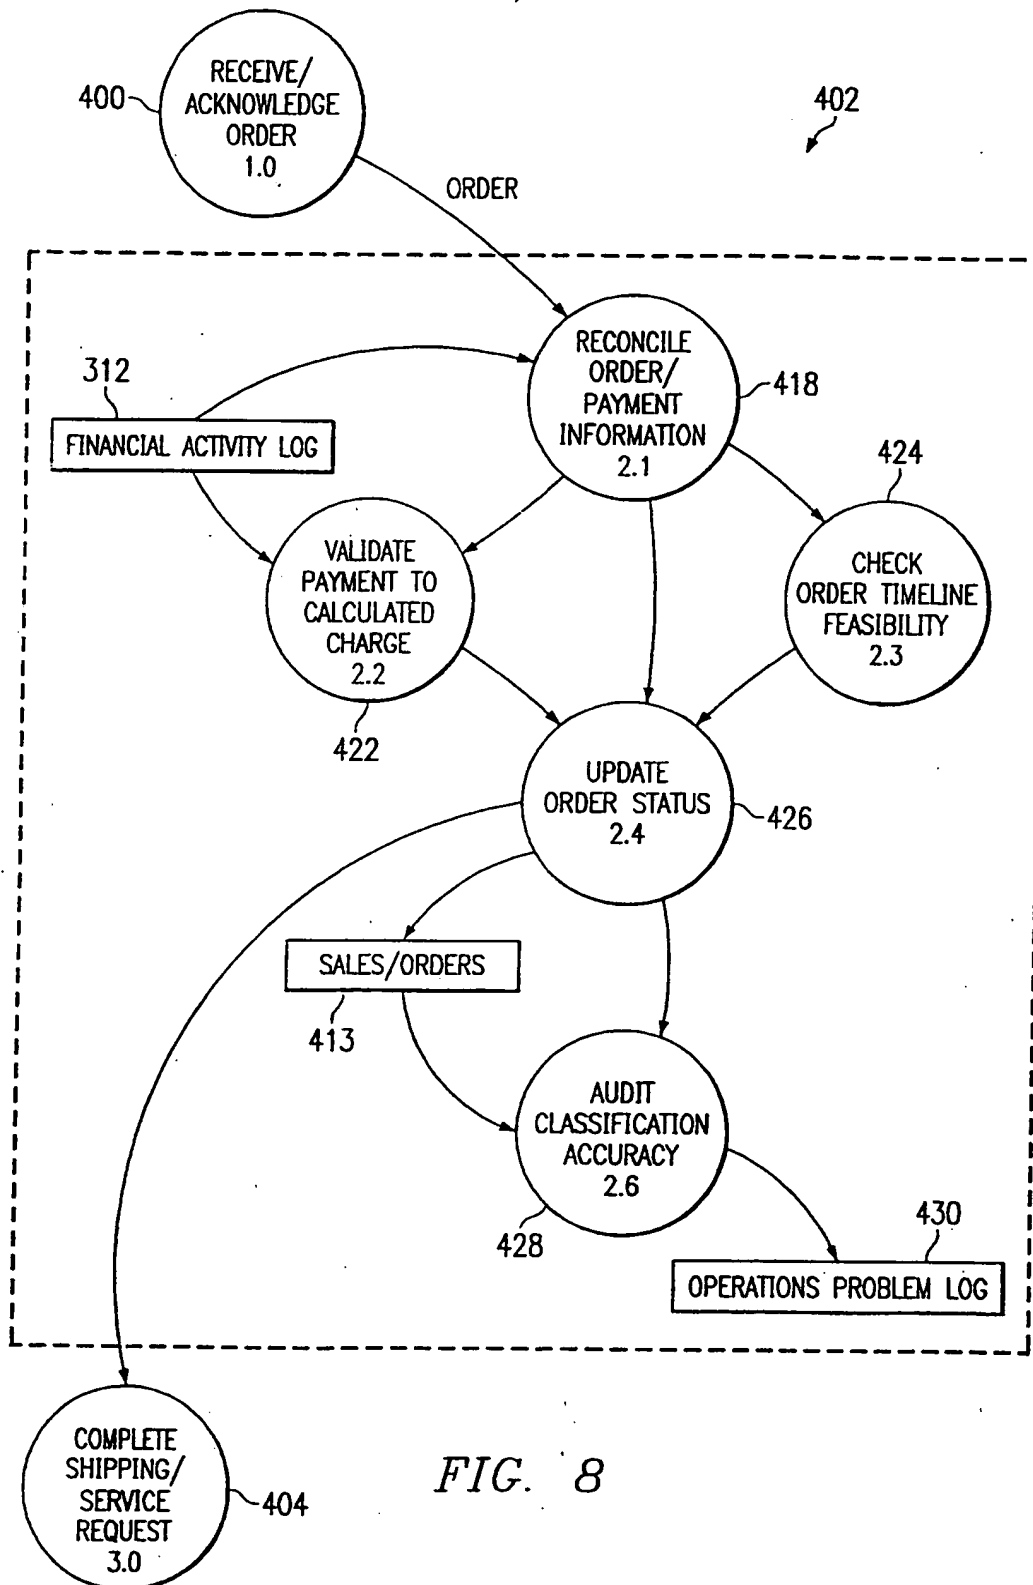 RECEIVE/
ACKNOWLEDGE
ORDER
1.0
400
402
ORDER
RECONCILE
ORDER/
PAYMENT
INFORMATION
2.1
418
312
FINANCIAL ACTIVITY LOG
424
VALIDATE
PAYMENT TO
CALCULATED
CHARGE
2.2
422
CHECK
ORDER TIMELINE
FEASIBILITY
2.3
UPDATE
ORDER STATUS
2.4
426
SALES/ORDERS
413
AUDIT
CLASSIFICATION
ACCURACY
2.6
428
430
OPERATIONS PROBLEM LOG
COMPLETE
SHIPPING/
SERVICE
REQUEST
3.0
404
FIG. 8